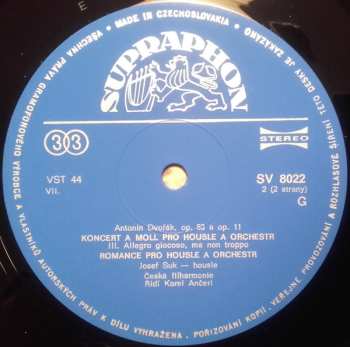 E
• MADE IN CZECHOSLOVAKIA •
VŠECHNA PRÁVA GRAMOFONOVÉHO VÝROBCE A VLASTNÍKŮ AUTORSKÝCH PRÁV K DÍLU VYHRAŽENA. POŘIZOVÁNÍ KOPIÍ, VEŘEJNÉ PROVOZOVÁNÍ A ROZHLASOVÉ ŠÍŘENÍ TÉTO DESKY JE ZAKÁZÁNO
SUPRAPHON
33
STEREO
VST 44
SV 8022
VII.
2 (2 strany)
G
Antonín Dvořák, op. 53 a op. 11
KONCERT A MOLL PRO HOUSLE A ORCHESTR
III. Allegro giocoso, ma non troppo
ROMANCE PRO HOUSLE A ORCHESTR
Josef Suk — housle
Česká filharmonie
Řídí Karel Ančerl